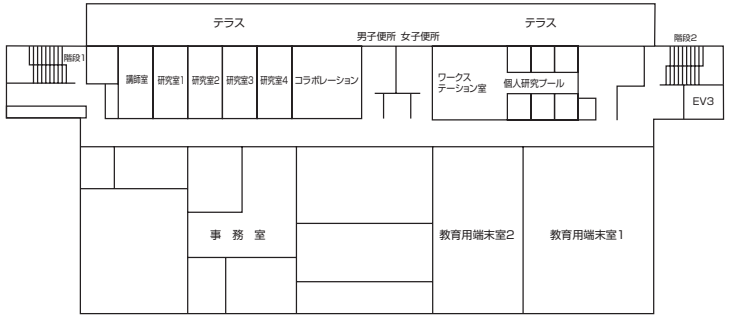 テラス
テラス
男子便所 女子便所
階段1
階段2
講師室
研究室1
研究室2
研究室3
研究室4
コラボレーション
ワークス
テーション室
個人研究プール
EV3
事 務 室
教育用端末室2
教育用端末室1